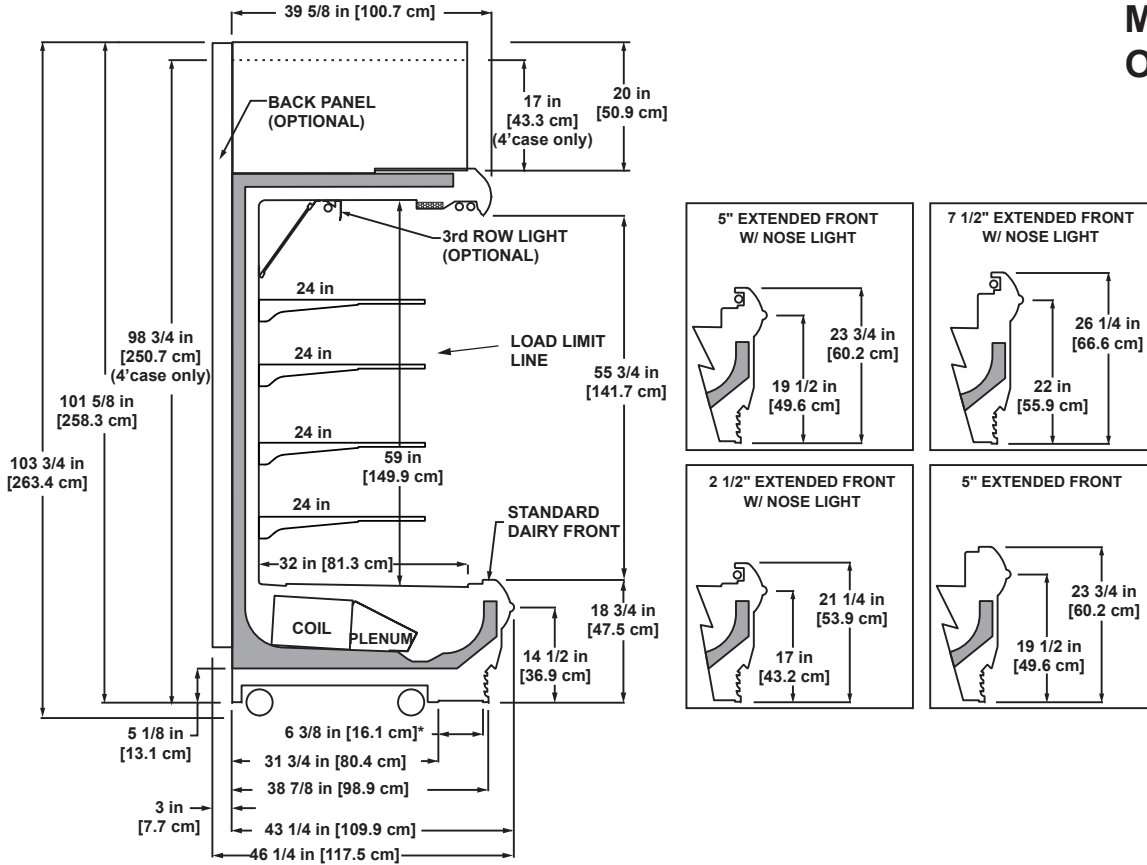 39 5/8 in [100.7 cm]
M
O
BACK PANEL
(OPTIONAL)
17 in
[43.3 cm]
(4'case only)
20 in
[50.9 cm]
3rd ROW LIGHT
(OPTIONAL)
24 in
LOAD LIMIT
LINE
98 3/4 in
[250.7 cm]
(4'case only)
24 in
55 3/4 in
[141.7 cm]
101 5/8 in
[258.3 cm]
24 in
103 3/4 in
[263.4 cm]
59 in
[149.9 cm]
24 in
STANDARD
DAIRY FRONT
32 in [81.3 cm]
COIL
PLENUM
18 3/4 in
[47.5 cm]
14 1/2 in
[36.9 cm]
5 1/8 in
[13.1 cm]
6 3/8 in [16.1 cm]*
31 3/4 in [80.4 cm]
38 7/8 in [98.9 cm]
3 in
[7.7 cm]
43 1/4 in [109.9 cm]
46 1/4 in [117.5 cm]
5" EXTENDED FRONT
W/ NOSE LIGHT
23 3/4 in
[60.2 cm]
19 1/2 in
[49.6 cm]
7 1/2" EXTENDED FRONT
W/ NOSE LIGHT
26 1/4 in
[66.6 cm]
22 in
[55.9 cm]
2 1/2" EXTENDED FRONT
W/ NOSE LIGHT
21 1/4 in
[53.9 cm]
17 in
[43.2 cm]
5" EXTENDED FRONT
23 3/4 in
[60.2 cm]
19 1/2 in
[49.6 cm]